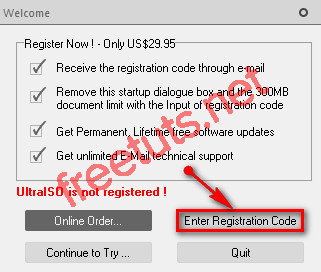 Welcome
Register Now ! - Only US$29.95
Receive the registration code through e-mail
Remove this startup dialogue box and the 300MB
document limit with the Input of registration code
Get Permanent, Lifetime free software updates
Get unlimited E-Mail technical support
freetuts.net
UltraISO is not registered !
Online Order...
Enter Registration Code
Continue to Try ...
Quit